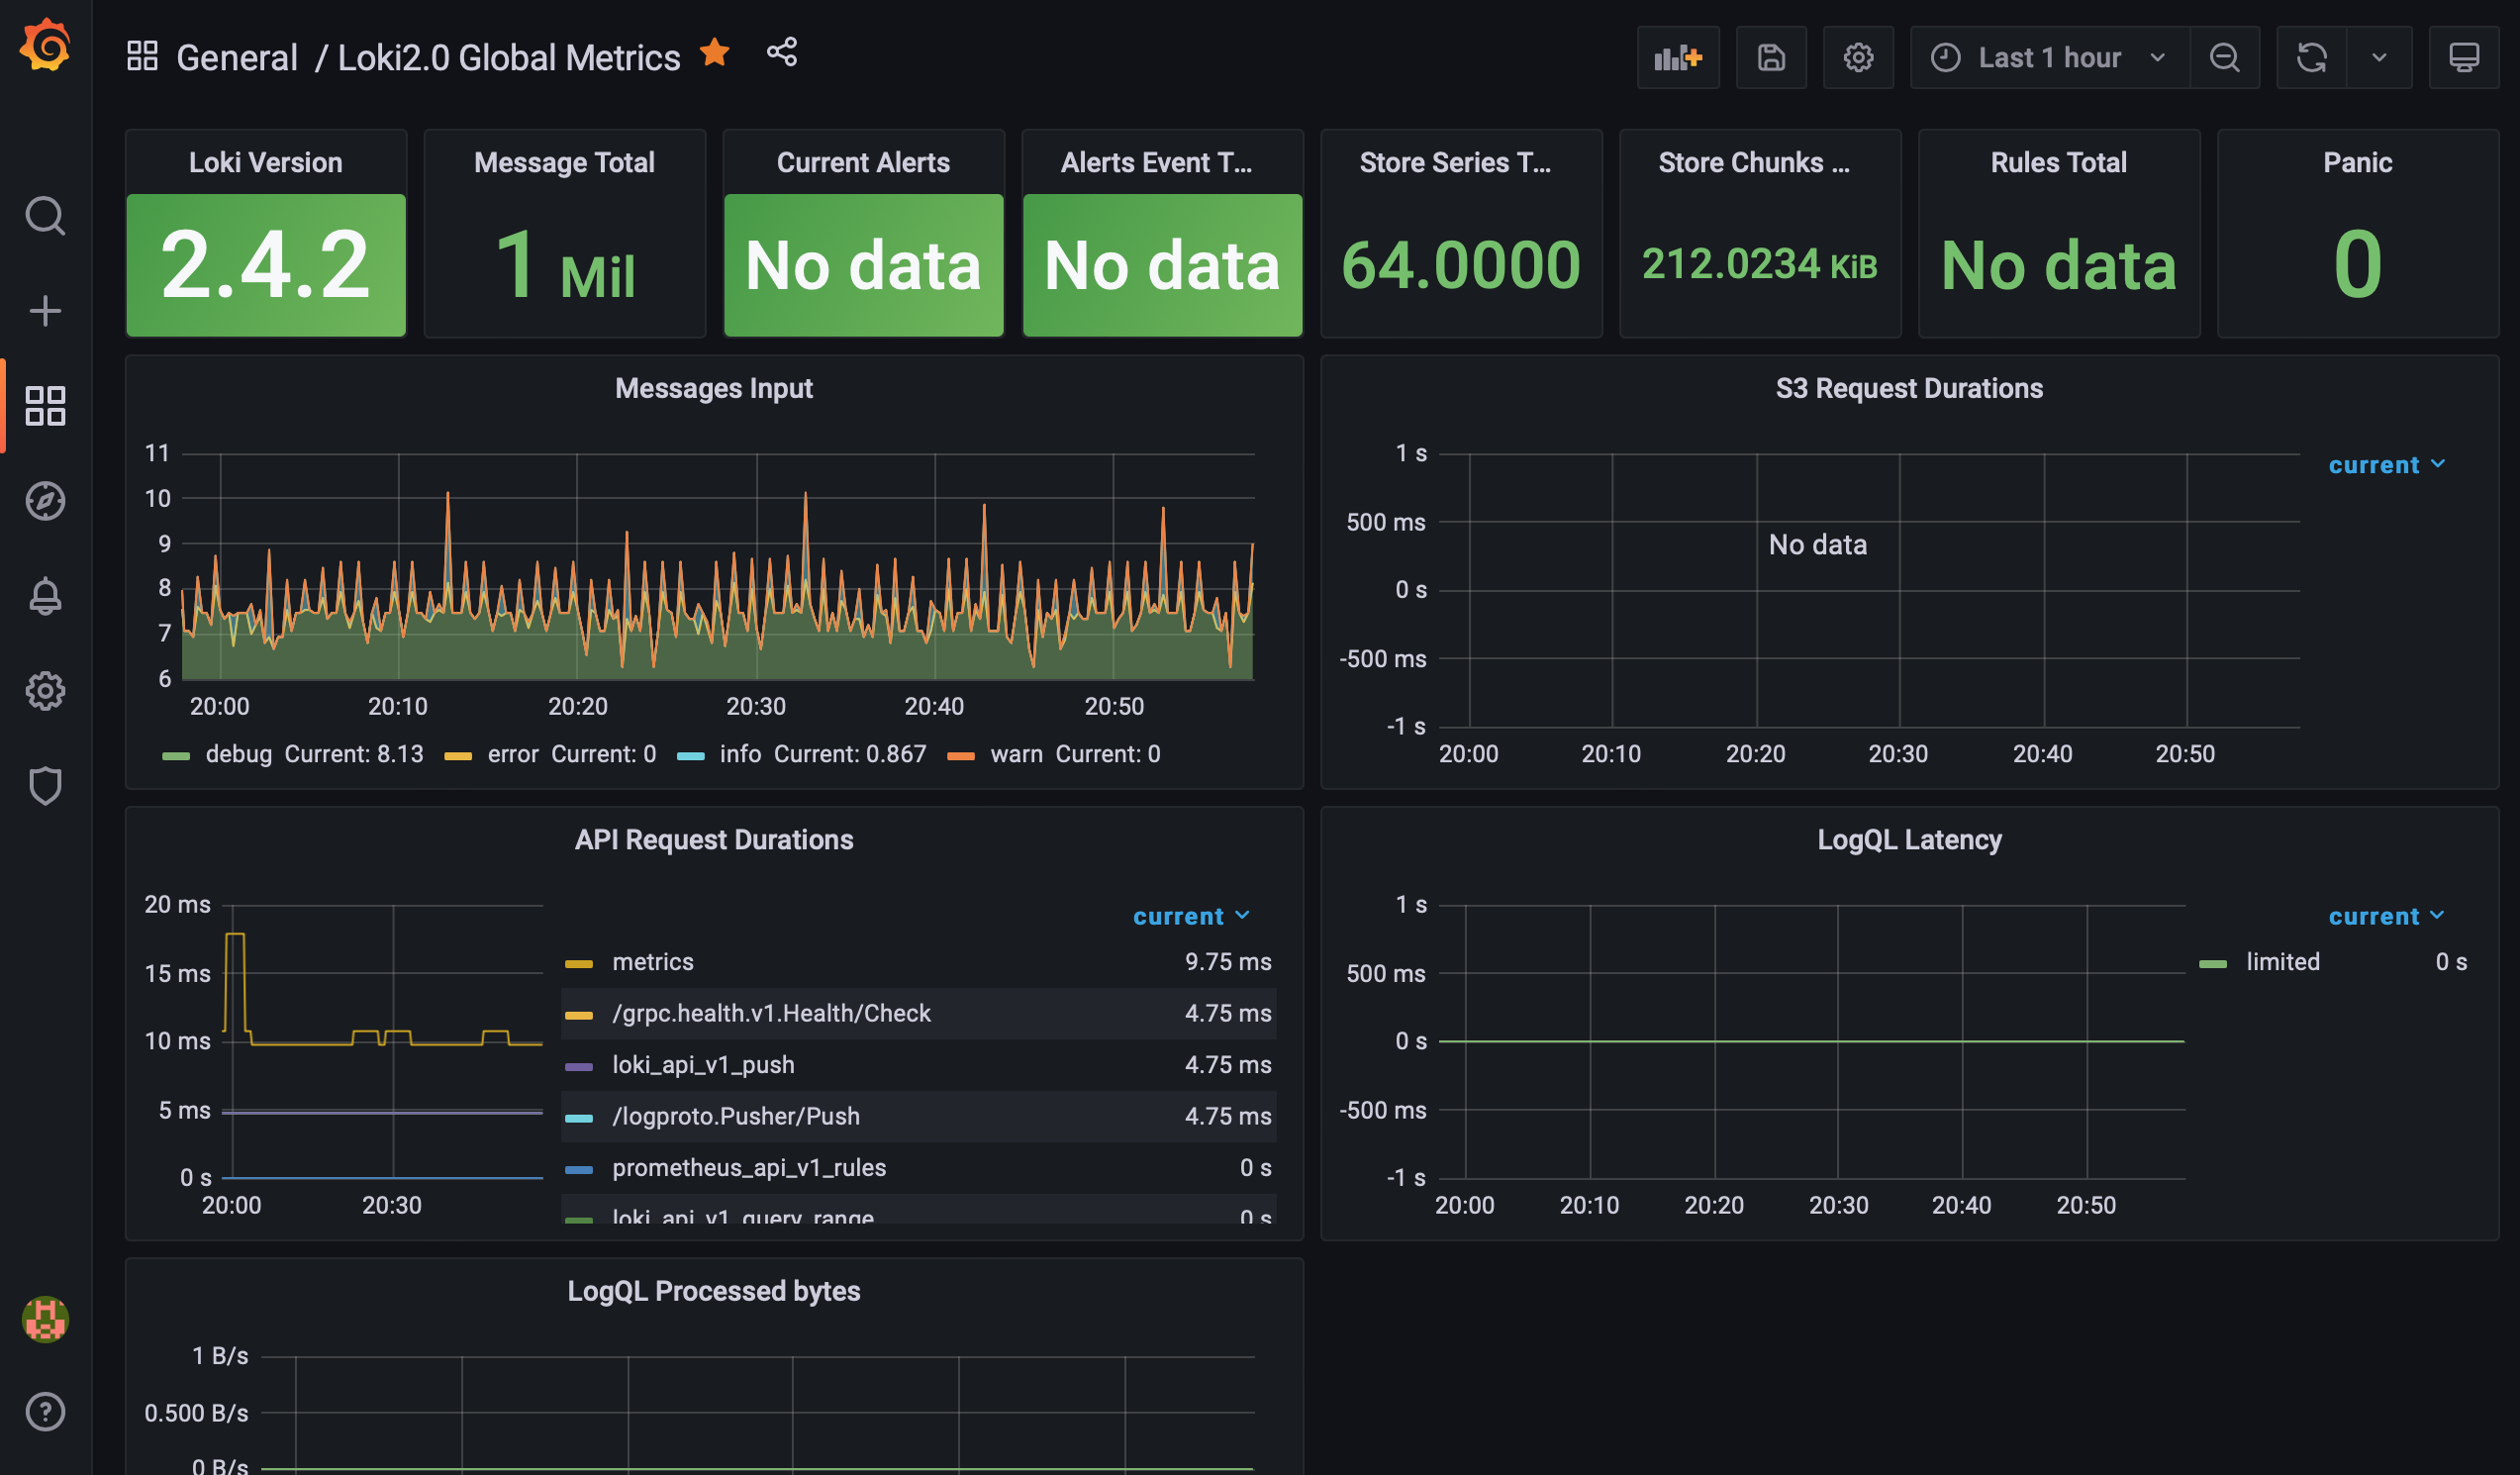 General / Loki2.0 Global Metrics
Last 1 hour
Loki Version
2.4.2
Message Total
1 Mil
Current Alerts
No data
Alerts Event T...
No data
Store Series T...
64.0000
Store Chunks ...
212.0234 KiB
Rules Total
No data
Panic
0
Messages Input
11
10
9
8
7
6
20:00 20:10 20:20 20:30 20:40 20:50
debug Current: 8.13 error Current: 0 info Current: 0.867 warn Current: 0
S3 Request Durations
current
1 s
500 ms
No data
0 s
-500 ms
-1 s
20:00 20:10 20:20 20:30 20:40 20:50
API Request Durations
20 ms
15 ms
10 ms
5 ms
0 s
20:00 20:30
current
metrics 9.75 ms
/grpc.health.v1.Health/Check 4.75 ms
loki_api_v1_push 4.75 ms
/logproto.Pusher/Push 4.75 ms
prometheus_api_v1_rules 0 s
loki_api_v1_query_range 0 s
LogQL Latency
1 s
500 ms
0 s
-500 ms
-1 s
20:00 20:10 20:20 20:30 20:40 20:50
current
limited 0 s
LogQL Processed bytes
1 B/s
0.500 B/s
0 B/s